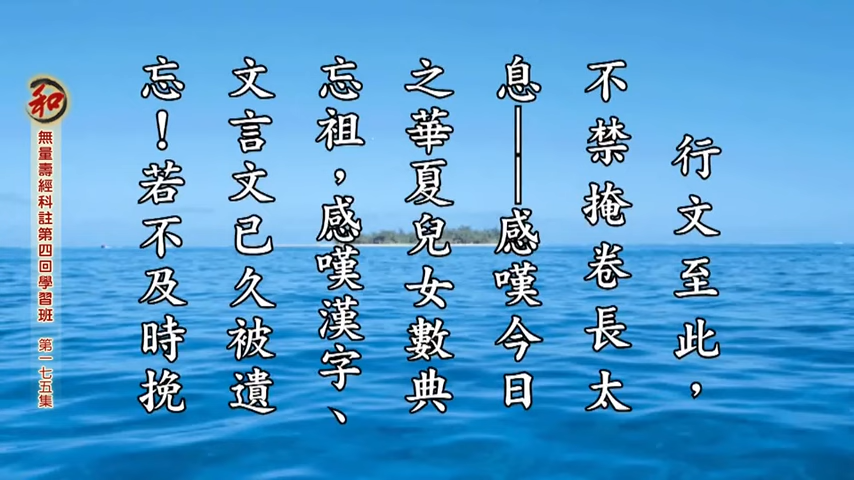 行文至此，
不禁掩卷長太
息——感嘆今日
之華夏兒女數典
忘祖，感嘆漢字、
文言文已久被遺
忘！若不及時挽
和
無量壽經科註第四回學習班 第一七五集